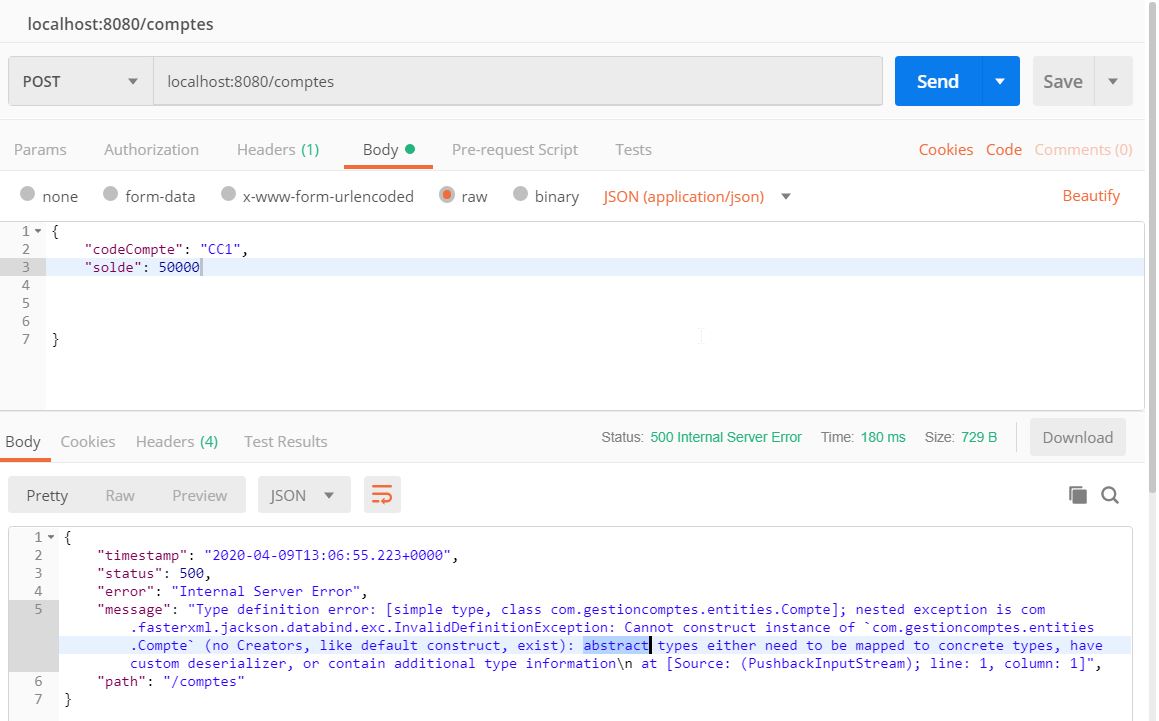 localhost:8080/comptes
POST localhost:8080/comptes Send Save
Params Authorization Headers (1) Body Pre-request Script Tests Cookies Code Comments (0)
none form-data x-www-form-urlencoded raw binary JSON (application/json) Beautify
1 {
2 "codeCompte": "CC1",
3 "solde": 50000
4
5
6
7 }
Body Cookies Headers (4) Test Results Status: 500 Internal Server Error Time: 180 ms Size: 729 B Download
Pretty Raw Preview JSON
1 {
2 "timestamp": "2020-04-09T13:06:55.223+0000",
3 "status": 500,
4 "error": "Internal Server Error",
5 "message": "Type definition error: [simple type, class com.gestioncomptes.entities.Compte]; nested exception is com
.fasterxml.jackson.databind.exc.InvalidDefinitionException: Cannot construct instance of `com.gestioncomptes.entities
.Compte` (no Creators, like default construct, exist): abstract types either need to be mapped to concrete types, have
custom deserializer, or contain additional type information\n at [Source: (PushbackInputStream); line: 1, column: 1]",
6 "path": "/comptes"
7 }